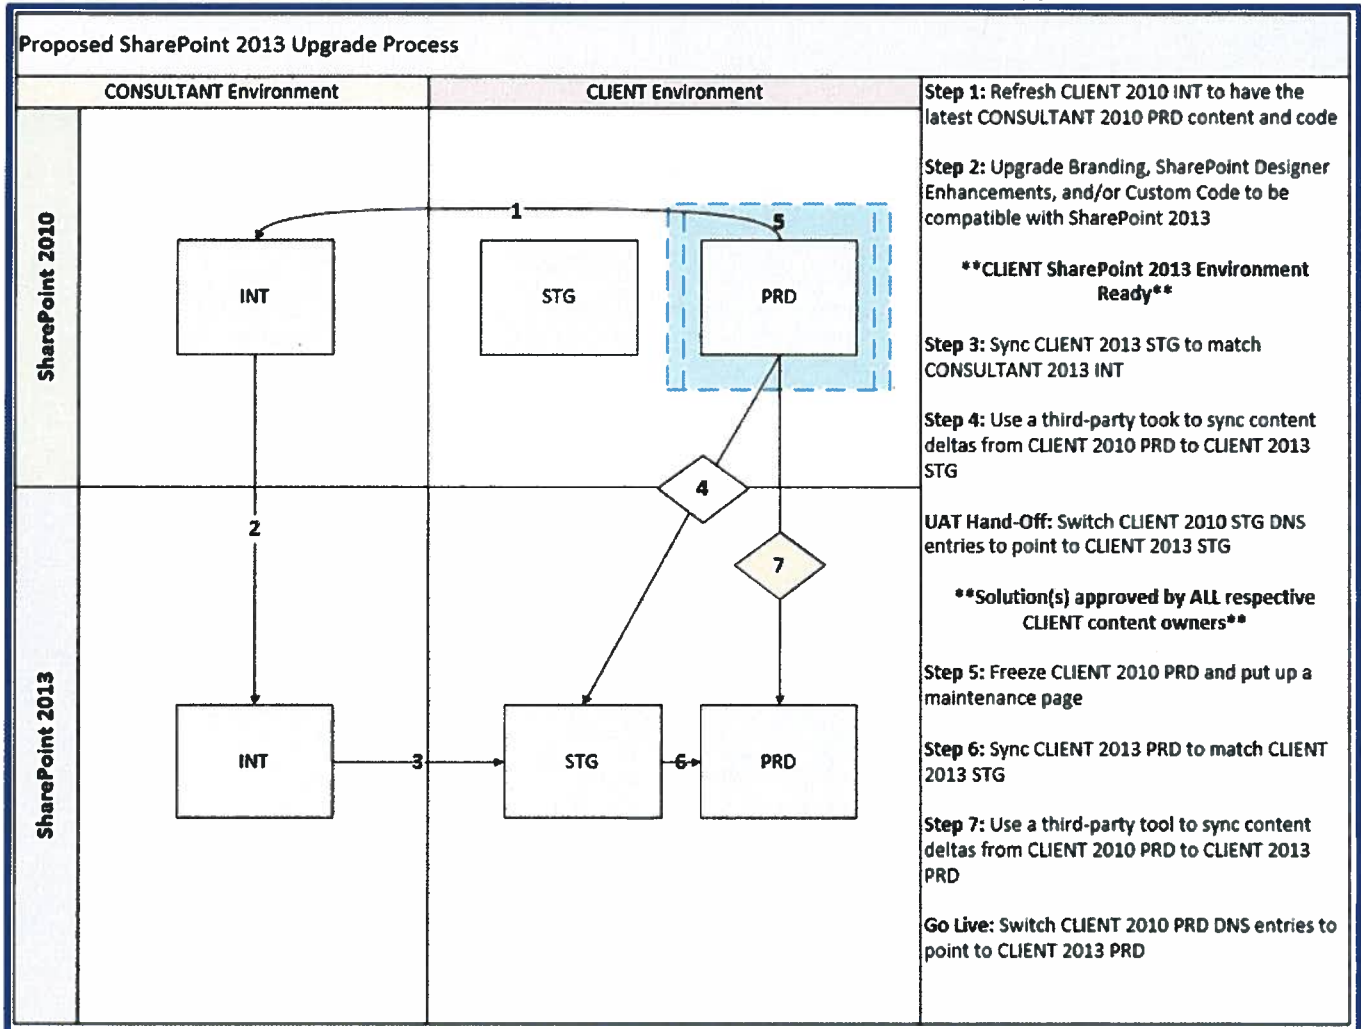 Proposed SharePoint 2013 Upgrade Process
CONSULTANT Environment
CLIENT Environment
SharePoint 2010
1
5
INT
STG
PRD
4
2
7
SharePoint 2013
INT
3
STG
6
PRD
Step 1: Refresh CLIENT 2010 INT to have the
latest CONSULTANT 2010 PRD content and code
Step 2: Upgrade Branding, SharePoint Designer
Enhancements, and/or Custom Code to be
compatible with SharePoint 2013
**CLIENT SharePoint 2013 Environment
Ready**
Step 3: Sync CLIENT 2013 STG to match
CONSULTANT 2013 INT
Step 4: Use a third-party took to sync content
deltas from CLIENT 2010 PRD to CLIENT 2013
STG
UAT Hand-Off: Switch CLIENT 2010 STG DNS
entries to point to CLIENT 2013 STG
**Solution(s) approved by ALL respective
CLIENT content owners**
Step 5: Freeze CLIENT 2010 PRD and put up a
maintenance page
Step 6: Sync CLIENT 2013 PRD to match CLIENT
2013 STG
Step 7: Use a third-party tool to sync content
deltas from CLIENT 2010 PRD to CLIENT 2013
PRD
Go Live: Switch CLIENT 2010 PRD DNS entries to
point to CLIENT 2013 PRD